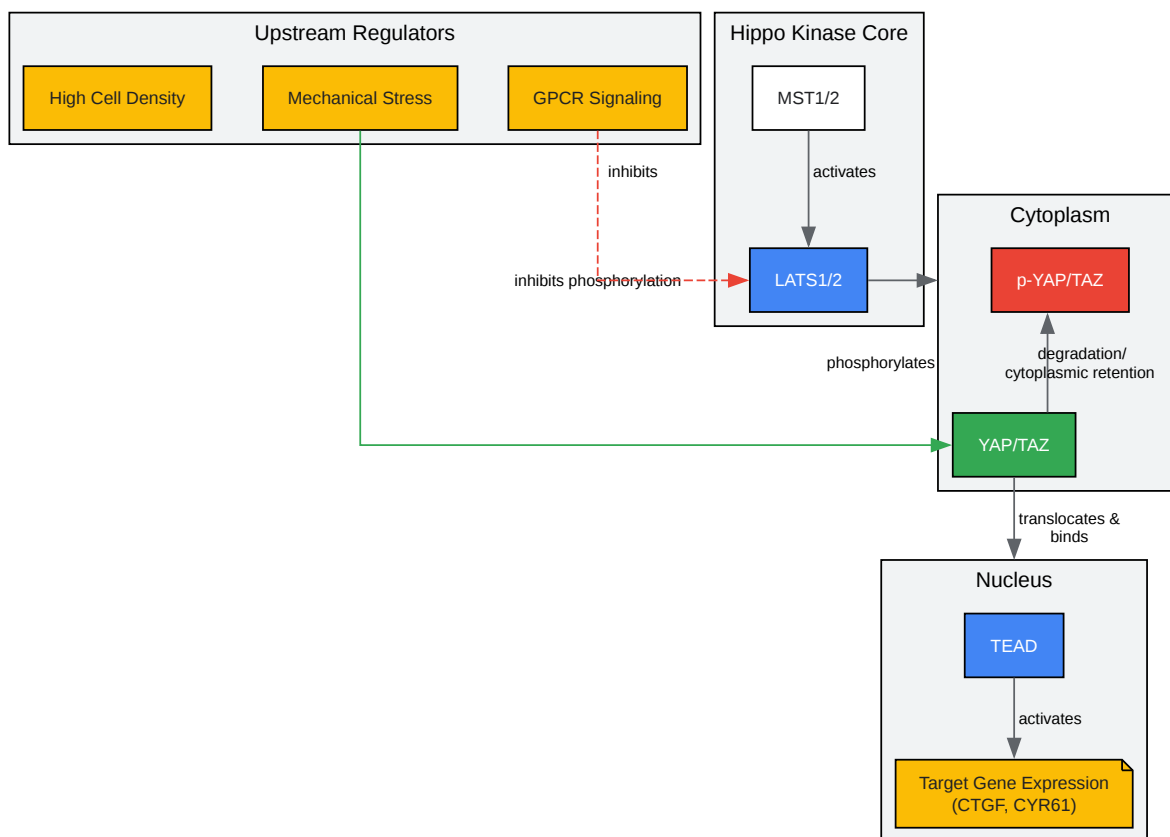 Upstream Regulators
High Cell Density
Mechanical Stress
GPCR Signaling
Hippo Kinase Core
MST1/2
inhibits
activates
Cytoplasm
inhibits phosphorylation
LATS1/2
p-YAP/TAZ
phosphorylates
degradation/
cytoplasmic retention
YAP/TAZ
translocates &
binds
Nucleus
TEAD
activates
Target Gene Expression
(CTGF, CYR61)